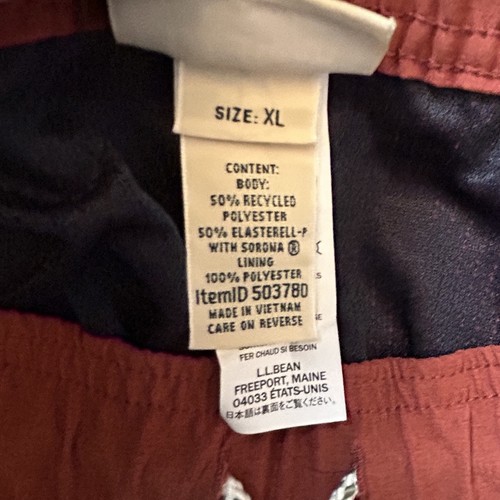 SIZE: XL
CONTENT:
BODY:
50% RECYCLED
POLYESTER
50% ELASTERELL-P
WITH SORONA ®
LINING
100% POLYESTER
ItemID 503780
MADE IN VIETNAM
CARE ON REVERSE
FER CHAUD SI BESOIN
L.L.BEAN
FREEPORT, MAINE
04033 ÉTATS-UNIS
日本語は裏面をご覧ください。